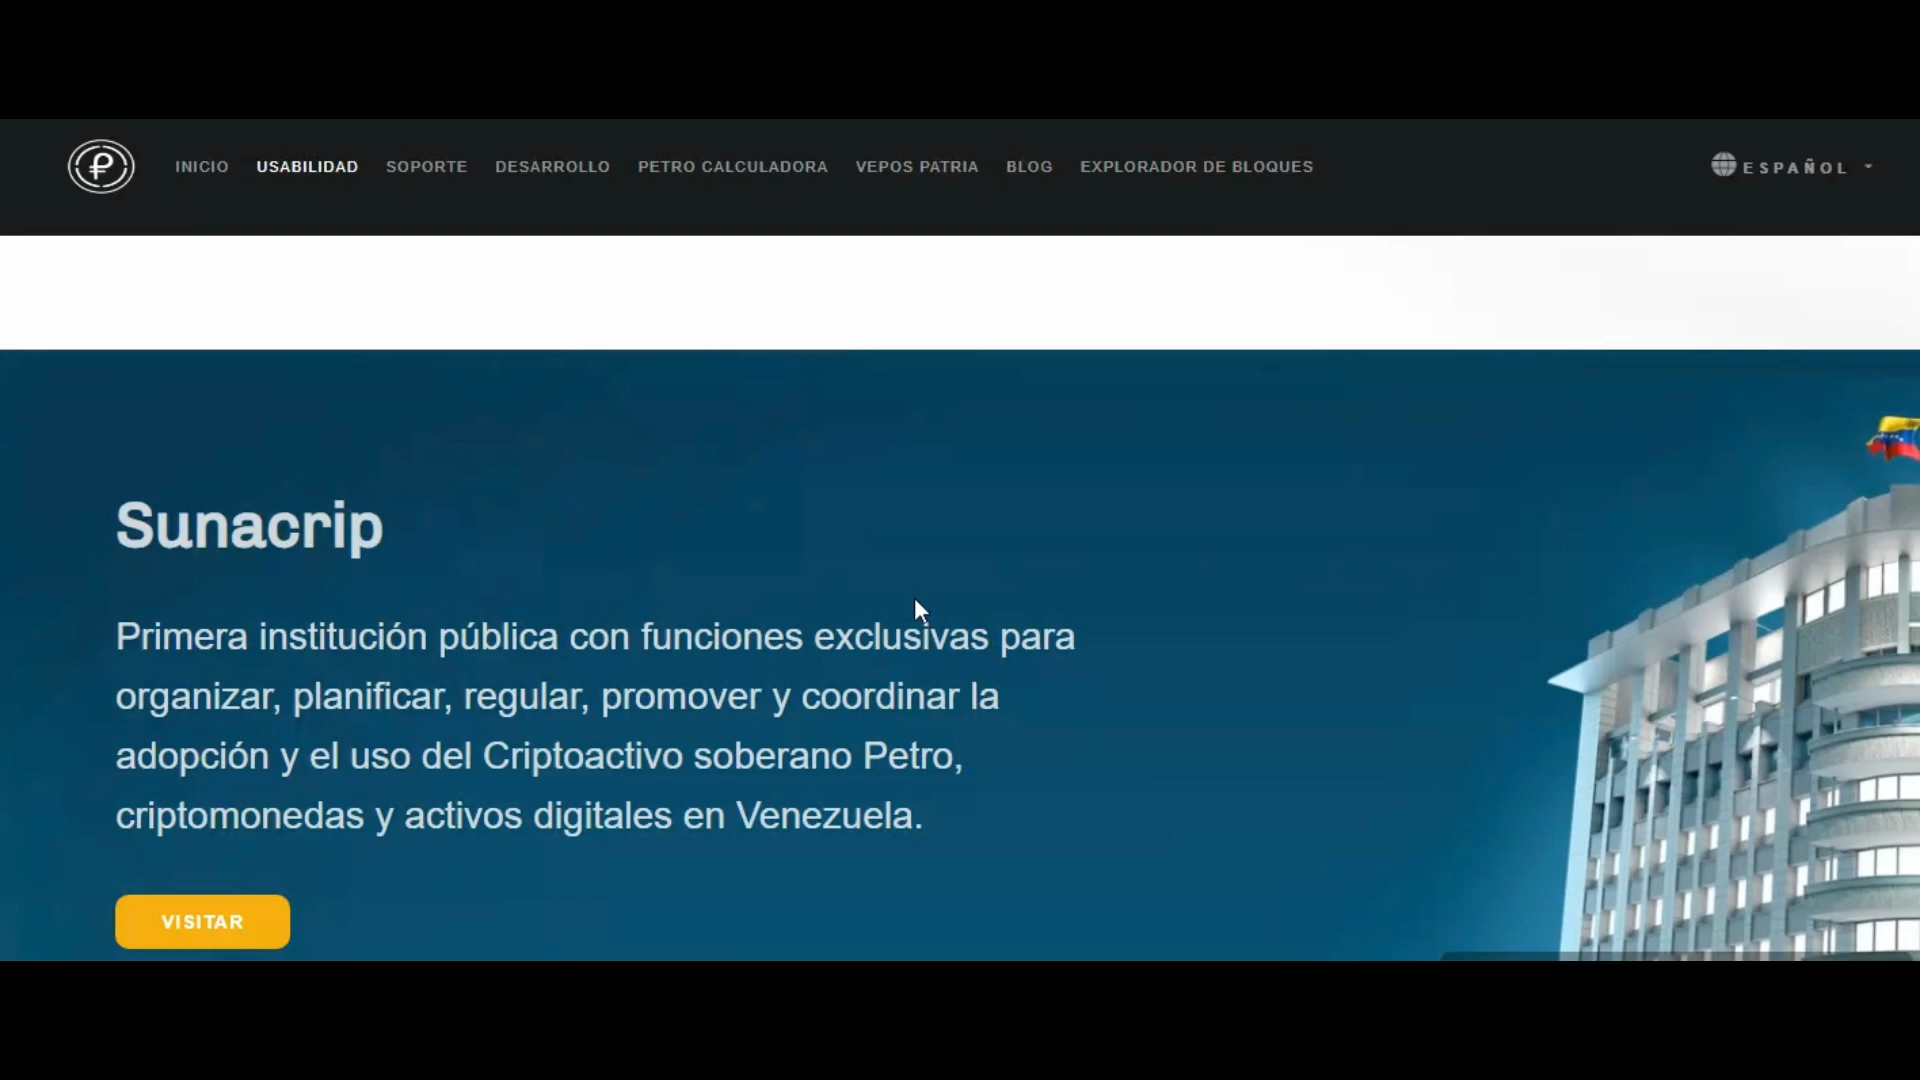 INICIO USABILIDAD SOPORTE DESARROLLO PETRO CALCULADORA VEPOS PATRIA BLOG EXPLORADOR DE BLOQUES ESPAÑOL
Sunacrip
Primera institución pública con funciones exclusivas para
organizar, planificar, regular, promover y coordinar la
adopción y el uso del Criptoactivo soberano Petro,
criptomonedas y activos digitales en Venezuela.
VISITAR